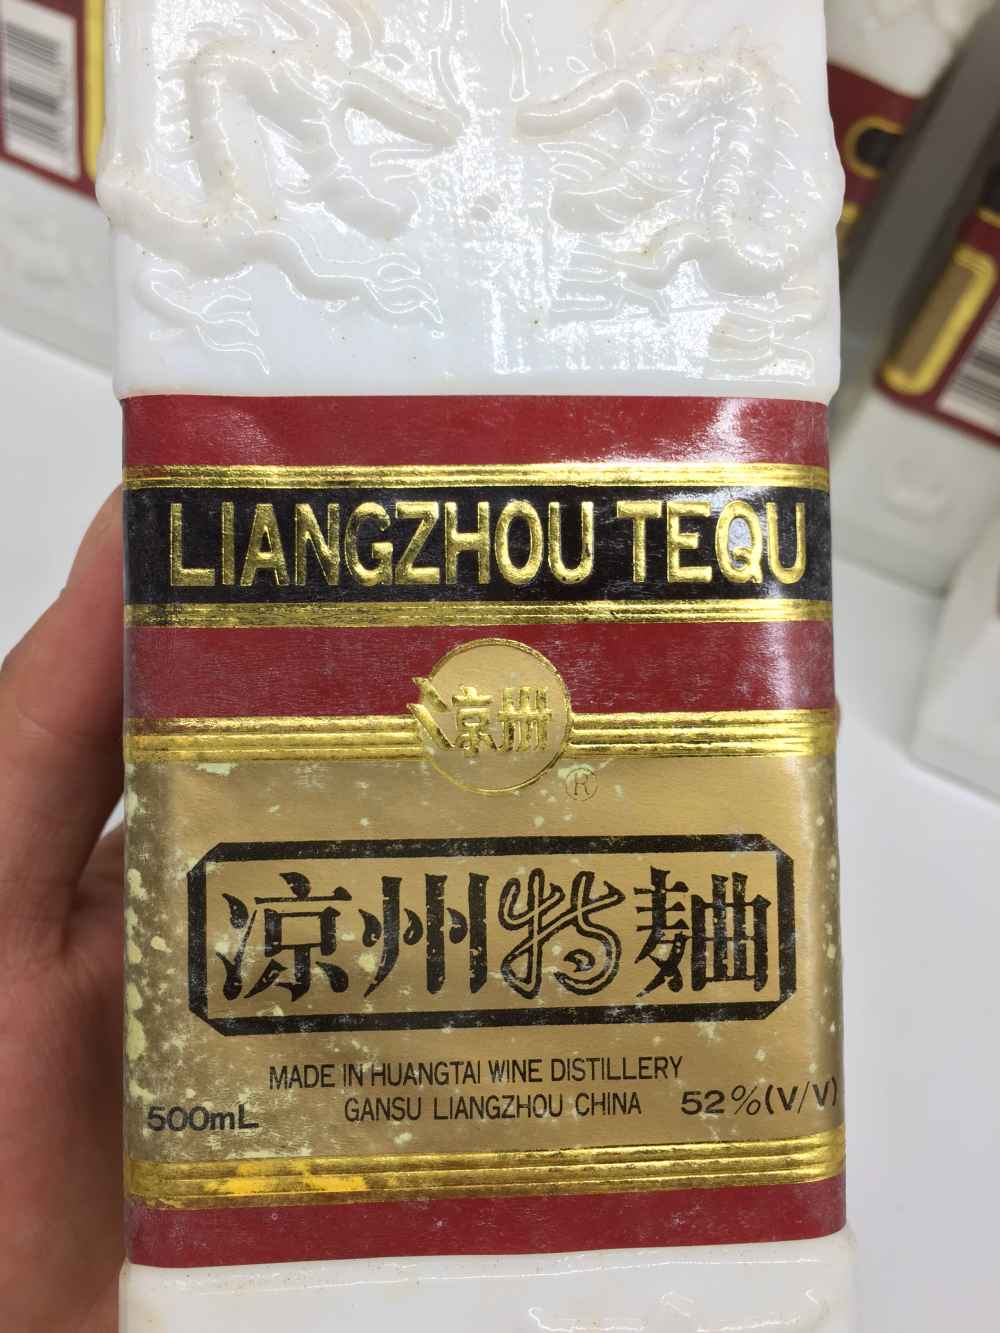 LIANGZHOU TEQU
凉州
®
凉州特麯
MADE IN HUANGTAI WINE DISTILLERY
500mL GANSU LIANGZHOU CHINA 52%(V/V)